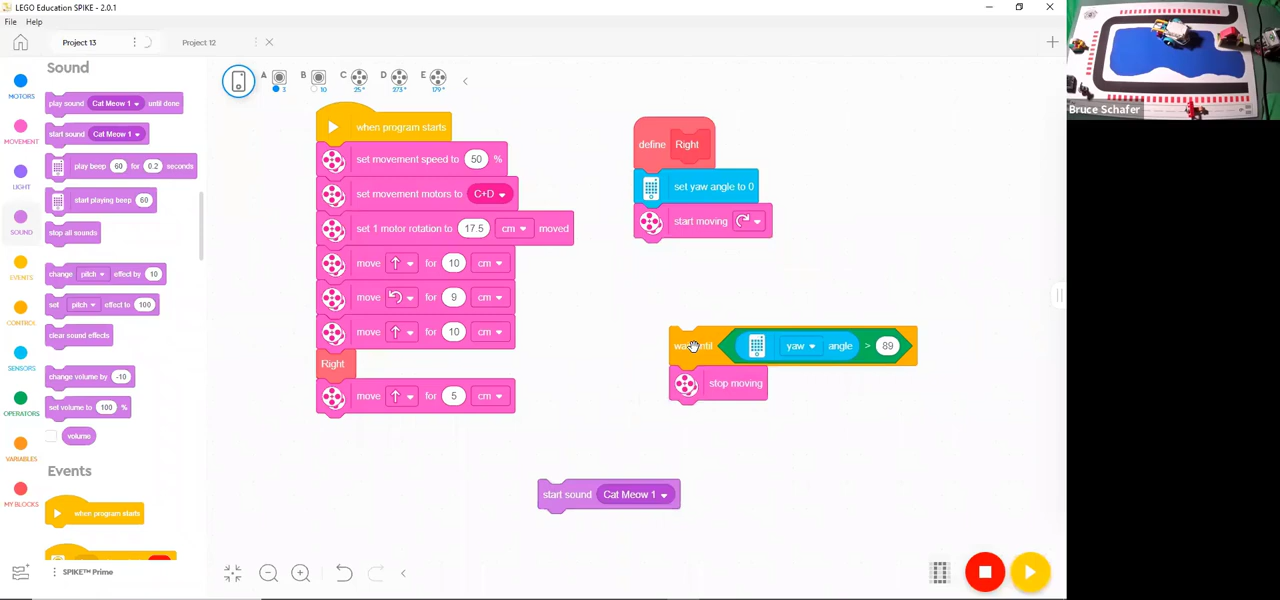 LEGO Education SPIKE - 2.0.1
File Help
Project 13
Project 12
A B C D E
3 10 25° 273° 179°
MOTORS
MOVEMENT
LIGHT
SOUND
EVENTS
CONTROL
SENSORS
OPERATORS
VARIABLES
MY BLOCKS
Sound
play sound Cat Meow 1 until done
start sound Cat Meow 1
play beep 60 for 0.2 seconds
start playing beep 60
stop all sounds
change pitch effect by 10
set pitch effect to 100
clear sound effects
change volume by -10
set volume to 100 %
volume
Events
when program starts
SPIKE™ Prime
when program starts
set movement speed to 50 %
set movement motors to C+D
set 1 motor rotation to 17.5 cm moved
move for 10 cm
move for 9 cm
move for 10 cm
Right
move for 5 cm
define Right
set yaw angle to 0
start moving
wait until yaw angle > 89
stop moving
start sound Cat Meow 1
Bruce Schafer